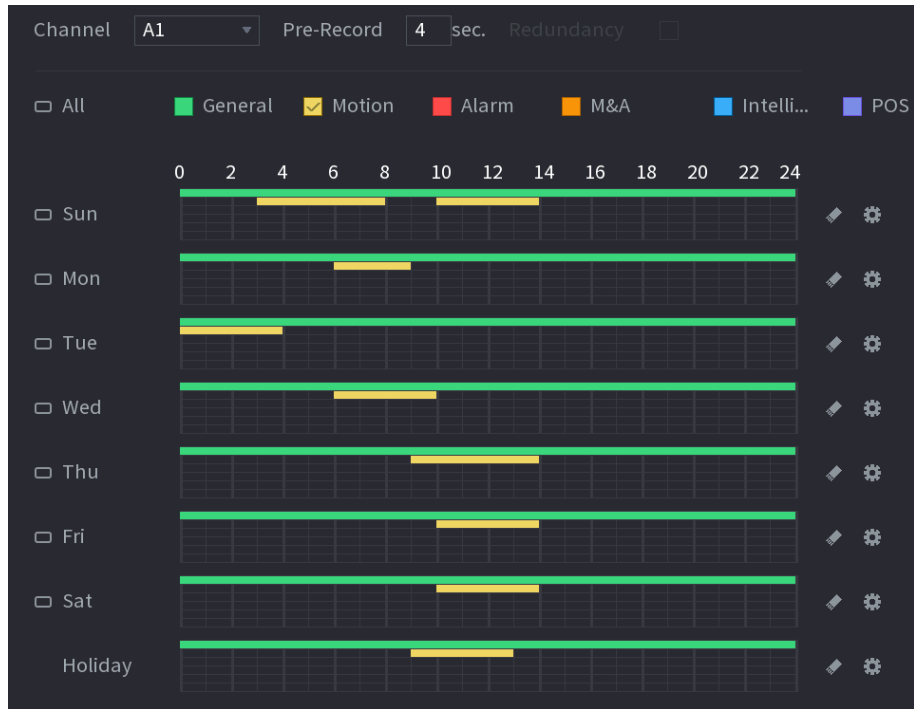 Channel A1 Pre-Record 4 sec. Redundancy
All General Motion Alarm M&A Intelli... POS
0 2 4 6 8 10 12 14 16 18 20 22 24
Sun
Mon
Tue
Wed
Thu
Fri
Sat
Holiday